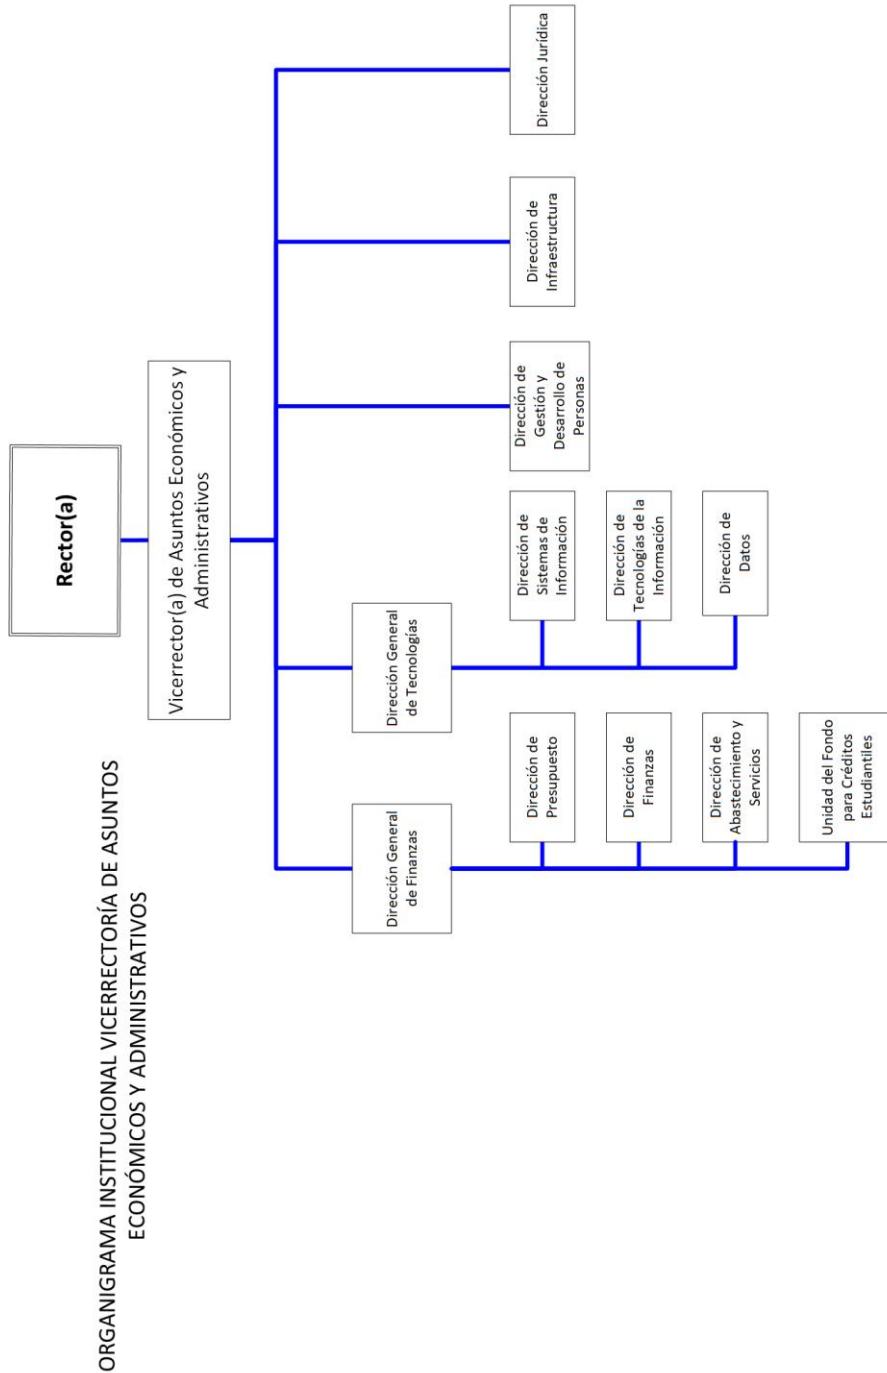 ORGANIGRAMA INSTITUCIONAL VICERRECTORÍA DE ASUNTOS
ECONÓMICOS Y ADMINISTRATIVOS
Rector(a)
Vicerrector(a) de Asuntos Económicos y
Administrativos
Dirección General
de Finanzas
Dirección General
de Tecnologías
Dirección de
Presupuesto
Dirección de
Finanzas
Dirección de
Abastecimiento y
Servicios
Unidad del Fondo
para Créditos
Estudiantiles
Dirección de
Sistemas de
Información
Dirección de
Tecnologías de la
Información
Dirección de
Datos
Dirección de
Gestión y
Desarrollo de
Personas
Dirección de
Infraestructura
Dirección Jurídica